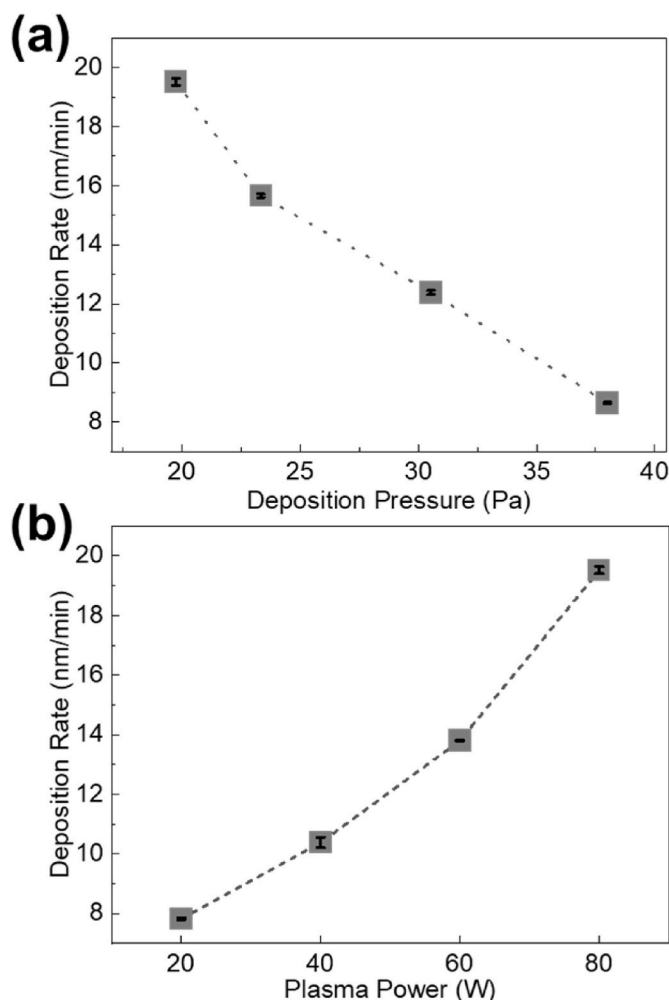 (a)
Deposition Rate (nm/min)
20
18
16
14
12
10
8
20 25 30 35 40
Deposition Pressure (Pa)
(b)
Deposition Rate (nm/min)
20
18
16
14
12
10
8
20 40 60 80
Plasma Power (W)